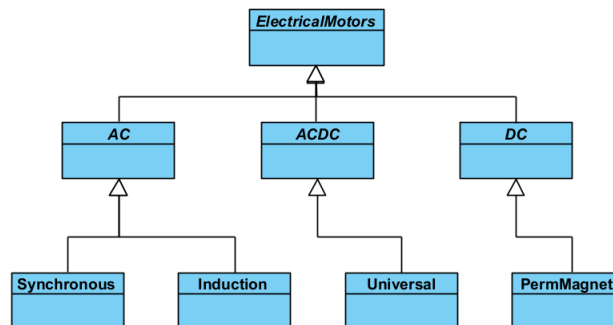 ElectricalMotors
AC
ACDC
DC
Synchronous
Induction
Universal
PermMagnet